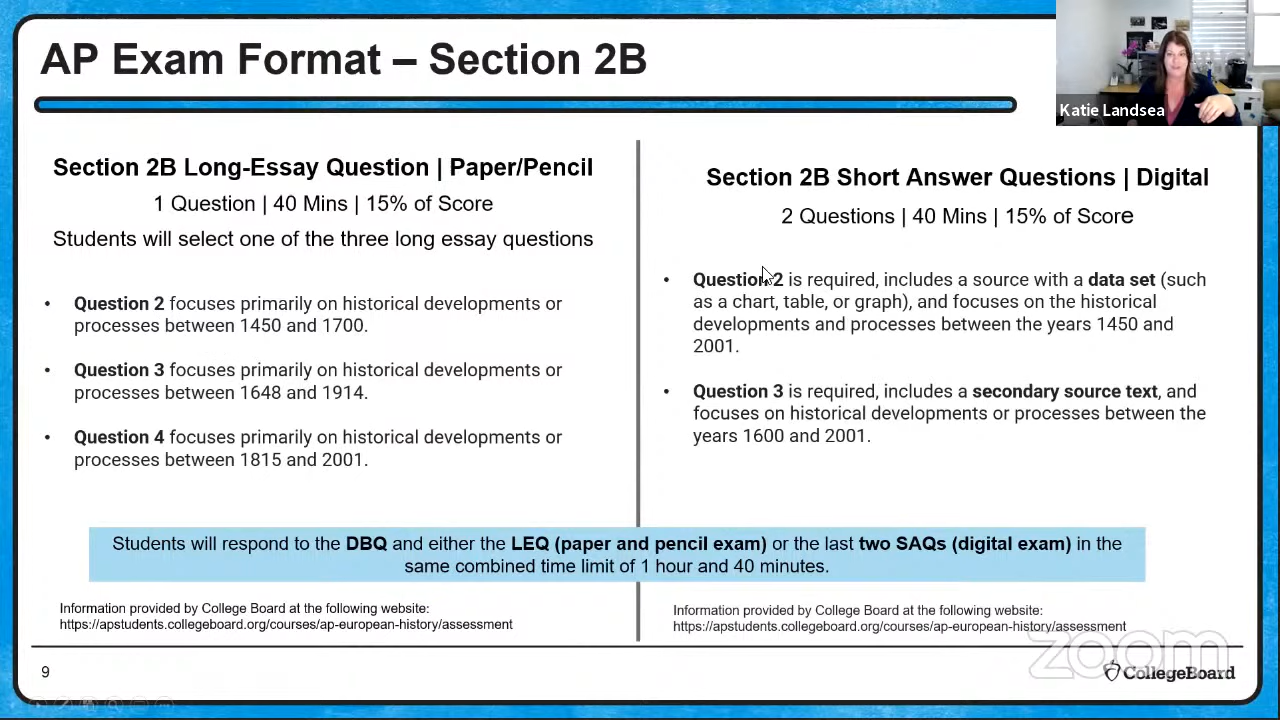 AP Exam Format – Section 2B
Katie Landsea
Section 2B Long-Essay Question | Paper/Pencil
1 Question | 40 Mins | 15% of Score
Students will select one of the three long essay questions
• Question 2 focuses primarily on historical developments or
processes between 1450 and 1700.
• Question 3 focuses primarily on historical developments or
processes between 1648 and 1914.
• Question 4 focuses primarily on historical developments or
processes between 1815 and 2001.
Section 2B Short Answer Questions | Digital
2 Questions | 40 Mins | 15% of Score
• Question 2 is required, includes a source with a data set (such
as a chart, table, or graph), and focuses on the historical
developments and processes between the years 1450 and
2001.
• Question 3 is required, includes a secondary source text, and
focuses on historical developments or processes between the
years 1600 and 2001.
Students will respond to the DBQ and either the LEQ (paper and pencil exam) or the last two SAQs (digital exam) in the
same combined time limit of 1 hour and 40 minutes.
Information provided by College Board at the following website:
https://apstudents.collegeboard.org/courses/ap-european-history/assessment
Information provided by College Board at the following website:
https://apstudents.collegeboard.org/courses/ap-european-history/assessment
zoom
9
CollegeBoard